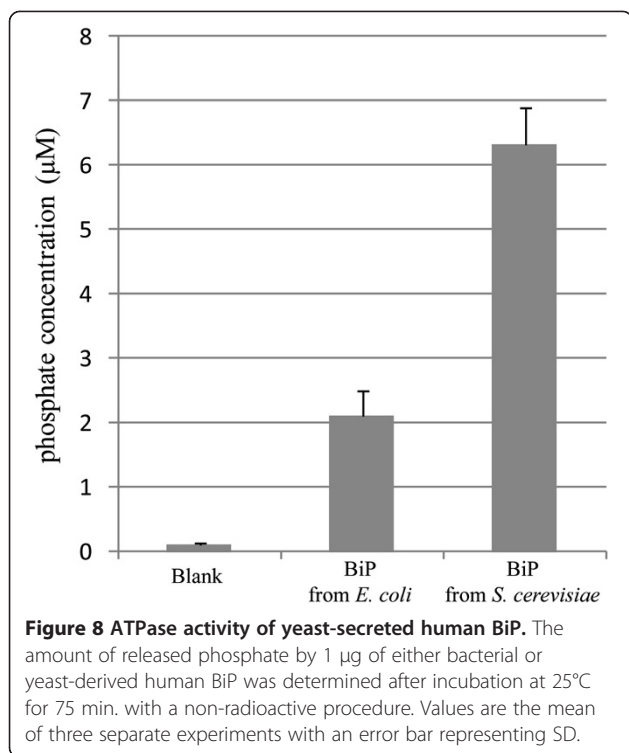 8
7
6
5
4
3
2
1
0
phosphate concentration (µM)
Blank
BiP
from E. coli
BiP
from S. cerevisiae
Figure 8 ATPase activity of yeast-secreted human BiP. The
amount of released phosphate by 1 µg of either bacterial or
yeast-derived human BiP was determined after incubation at 25°C
for 75 min. with a non-radioactive procedure. Values are the mean
of three separate experiments with an error bar representing SD.